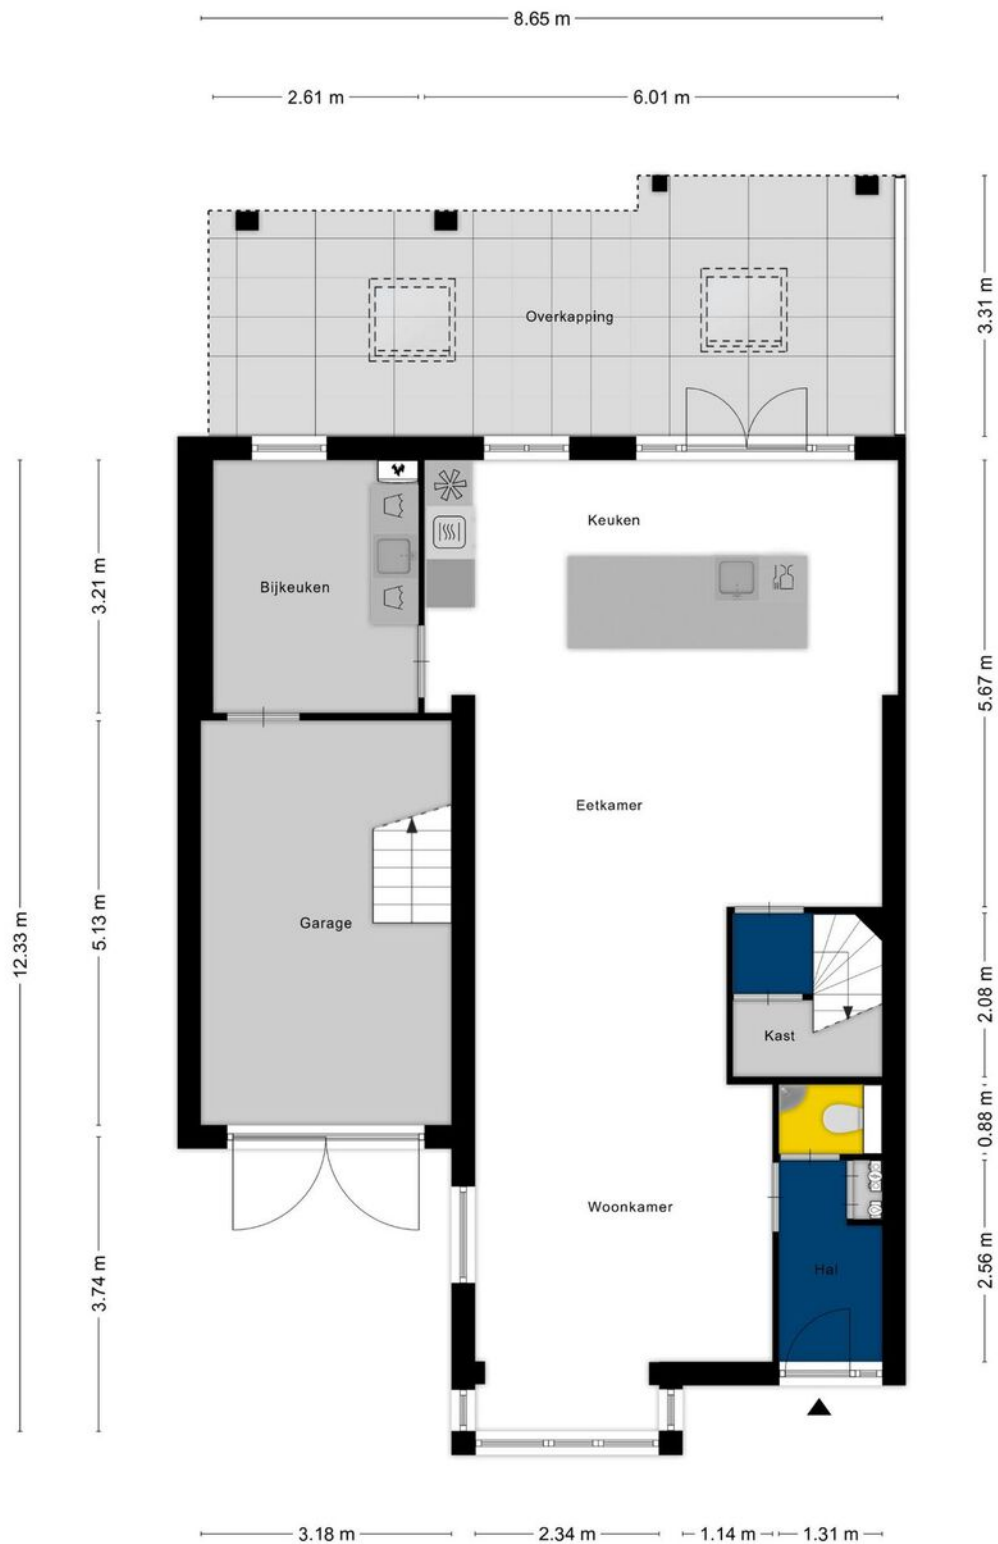 8.65 m
2.61 m
6.01 m
3.31 m
Overkapping
Keuken
3.21 m
Bijkeuken
5.67 m
Eetkamer
12.33 m
5.13 m
Garage
2.08 m
Kast
0.88 m
Woonkamer
Hal
2.56 m
3.74 m
3.18 m
2.34 m
1.14 m
1.31 m